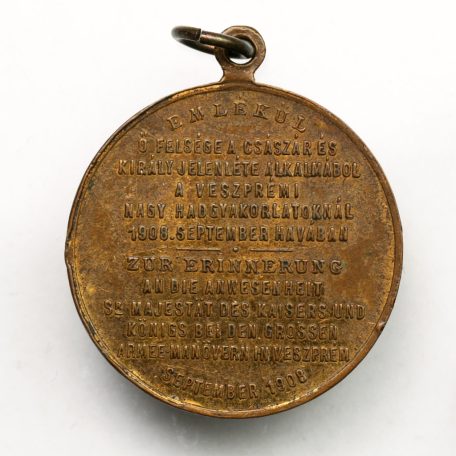 EMLÉKÜL
Ő FELSÉGE A CSÁSZÁR ÉS
KIRÁLY JELENLÉTE ALKALMÁBÓL
A VESZPRÉMI
NAGY HADGYAKORLATOKNÁL
1908. SEPTEMBER HAVÁBAN
ZUR ERINNERUNG
AN DIE ANWESENHEIT
SR MAJESTÄT DES KAISERS UND
KÖNIGS BEI DEN GROSSEN
ARMEE MANÖVERN IN VESZPRÉM
SEPTEMBER 1908